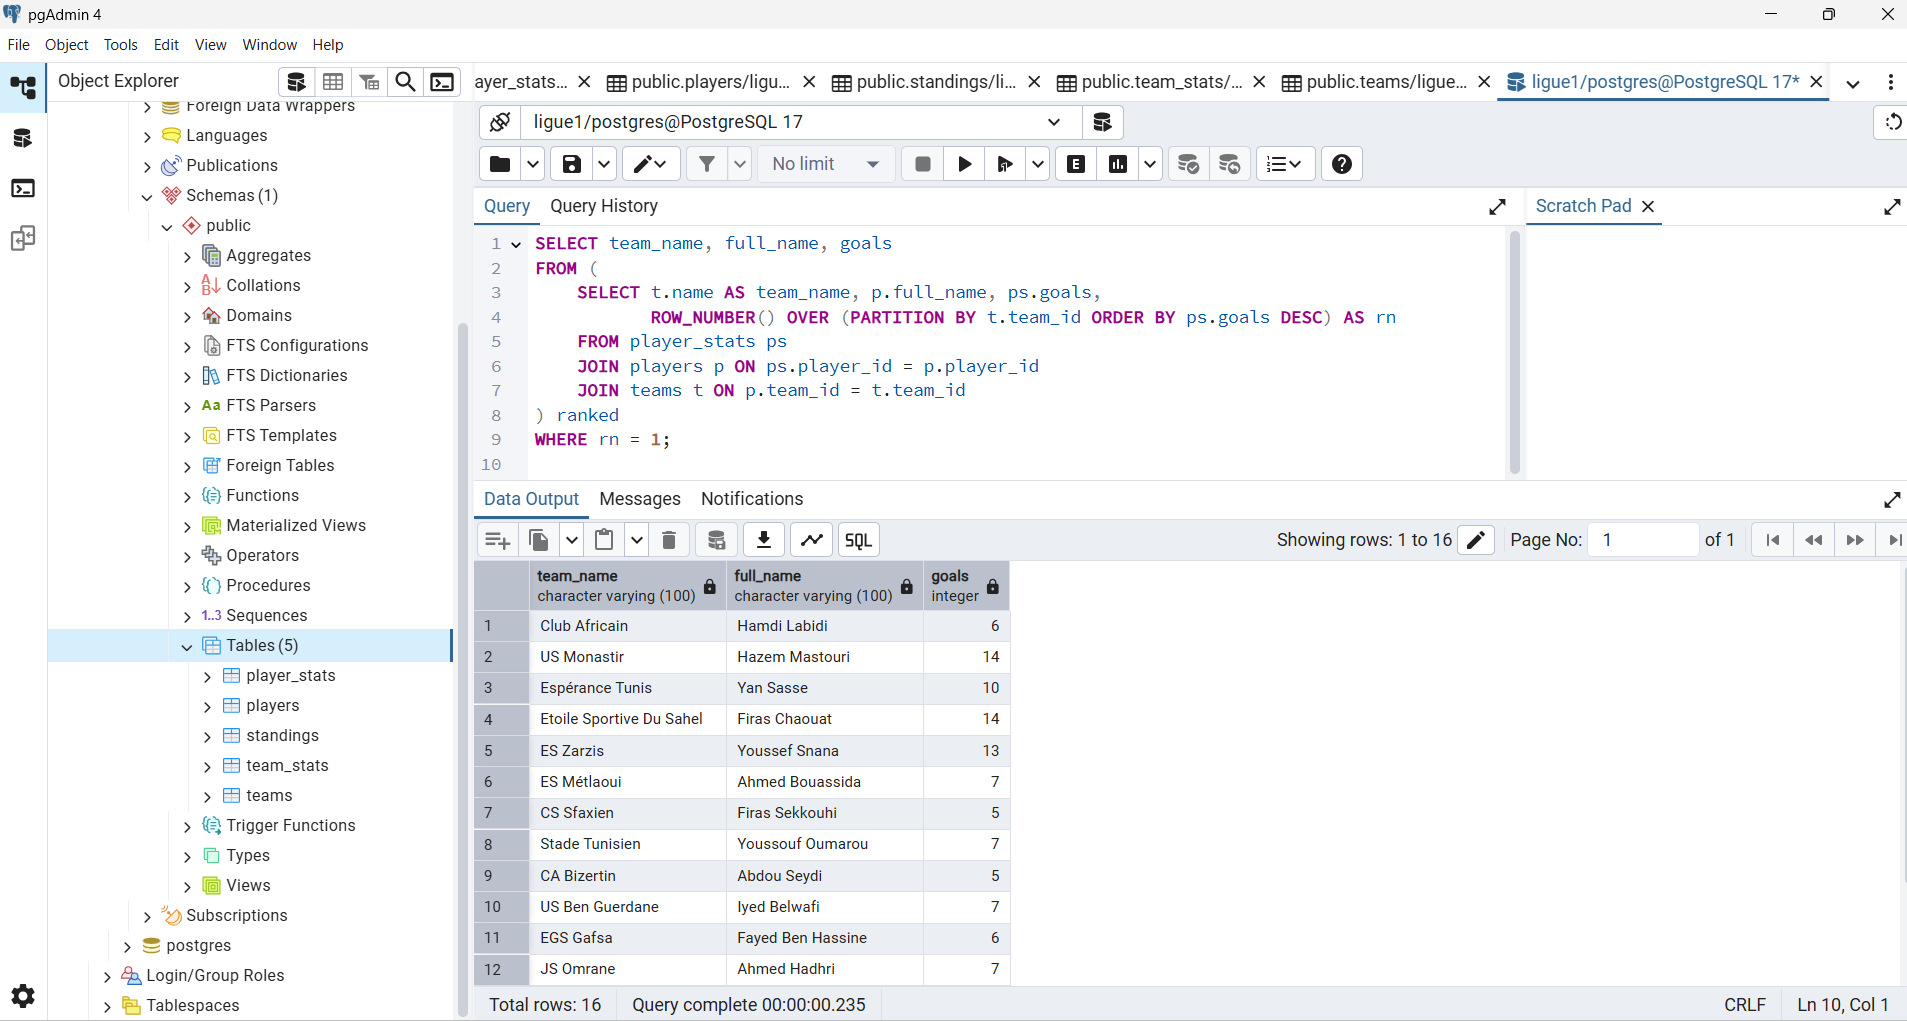 pgAdmin 4
File Object Tools Edit View Window Help
Object Explorer
ayer_stats... public.players/ligu... public.standings/li... public.team_stats/... public.teams/ligue... ligue1/postgres@PostgreSQL 17*
Foreign Data Wrappers
Languages
Publications
Schemas (1)
public
Aggregates
Collations
Domains
FTS Configurations
FTS Dictionaries
FTS Parsers
FTS Templates
Foreign Tables
Functions
Materialized Views
Operators
Procedures
1..3 Sequences
Tables (5)
player_stats
players
standings
team_stats
teams
Trigger Functions
Types
Views
Subscriptions
postgres
Login/Group Roles
Tablespaces
ligue1/postgres@PostgreSQL 17
No limit
E
Query Query History
Scratch Pad
1 SELECT team_name, full_name, goals
2 FROM (
3 SELECT t.name AS team_name, p.full_name, ps.goals,
4 ROW_NUMBER() OVER (PARTITION BY t.team_id ORDER BY ps.goals DESC) AS rn
5 FROM player_stats ps
6 JOIN players p ON ps.player_id = p.player_id
7 JOIN teams t ON p.team_id = t.team_id
8 ) ranked
9 WHERE rn = 1;
10
Data Output Messages Notifications
SQL
Showing rows: 1 to 16 Page No: 1 of 1
team_name full_name goals
character varying (100) character varying (100) integer
1 Club Africain Hamdi Labidi 6
2 US Monastir Hazem Mastouri 14
3 Espérance Tunis Yan Sasse 10
4 Etoile Sportive Du Sahel Firas Chaouat 14
5 ES Zarzis Youssef Snana 13
6 ES Métlaoui Ahmed Bouassida 7
7 CS Sfaxien Firas Sekkouhi 5
8 Stade Tunisien Youssouf Oumarou 7
9 CA Bizertin Abdou Seydi 5
10 US Ben Guerdane Iyed Belwafi 7
11 EGS Gafsa Fayed Ben Hassine 6
12 JS Omrane Ahmed Hadhri 7
Total rows: 16 Query complete 00:00:00.235 CRLF Ln 10, Col 1